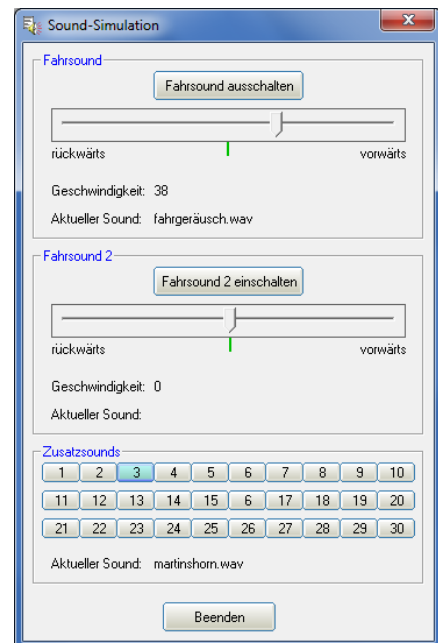 Sound-Simulation
Fahrsound
Fahrsound ausschalten
rückwärts vorwärts
Geschwindigkeit: 38
Aktueller Sound: fahrgeräusch.wav
Fahrsound 2
Fahrsound 2 einschalten
rückwärts vorwärts
Geschwindigkeit: 0
Aktueller Sound:
Zusatzsounds
1 2 3 4 5 6 7 8 9 10
11 12 13 14 15 6 17 18 19 20
21 22 23 24 25 26 27 28 29 30
Aktueller Sound: martinshorn.wav
Beenden